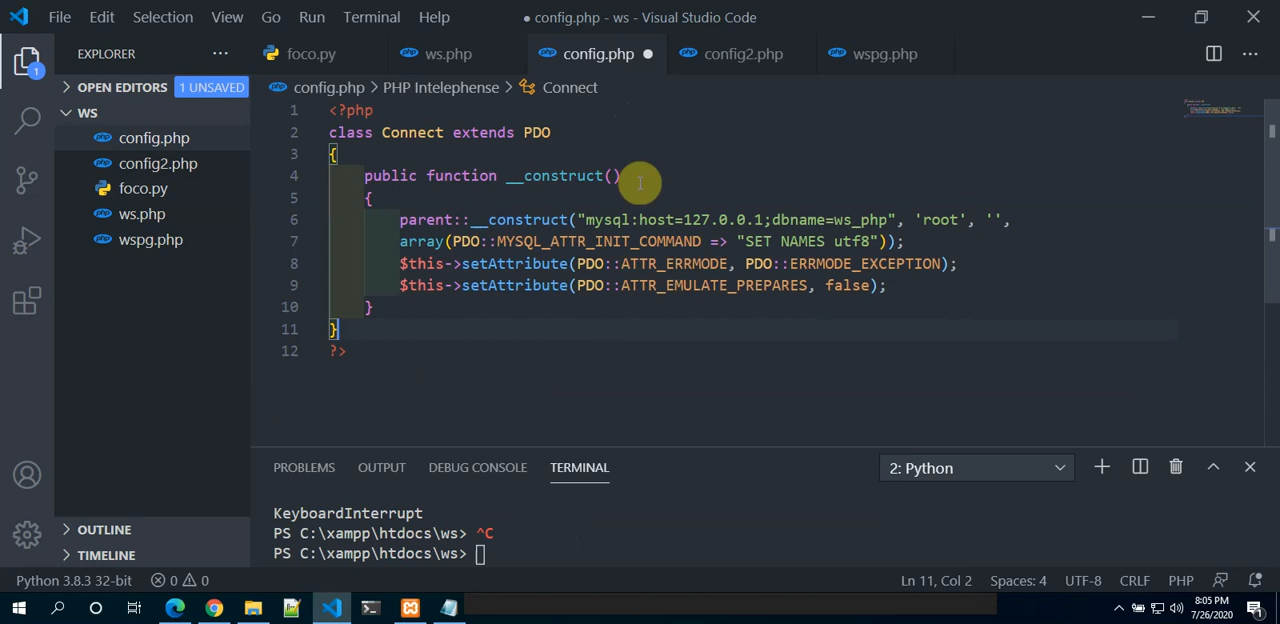 File Edit Selection View Go Run Terminal Help ● config.php - ws - Visual Studio Code
EXPLORER ··· foco.py ws.php config.php ● config2.php wspg.php ···
1
OPEN EDITORS 1 UNSAVED
config.php > PHP Intelephense > Connect
WS
config.php
config2.php
foco.py
ws.php
wspg.php
1 <?php
2 class Connect extends PDO
3 {
4 public function __construct()
5 {
6 parent::__construct("mysql:host=127.0.0.1;dbname=ws_php", 'root', '',
7 array(PDO::MYSQL_ATTR_INIT_COMMAND => "SET NAMES utf8"));
8 $this->setAttribute(PDO::ATTR_ERRMODE, PDO::ERRMODE_EXCEPTION);
9 $this->setAttribute(PDO::ATTR_EMULATE_PREPARES, false);
10 }
11 }
12 ?>
PROBLEMS OUTPUT DEBUG CONSOLE TERMINAL 2: Python
KeyboardInterrupt
PS C:\xampp\htdocs\ws> ^C
PS C:\xampp\htdocs\ws>
OUTLINE
TIMELINE
Python 3.8.3 32-bit 0 0 Ln 11, Col 2 Spaces: 4 UTF-8 CRLF PHP
8:05 PM
7/26/2020
1